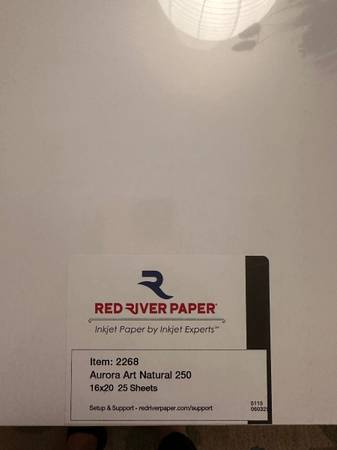 RED RIVER PAPER®
Inkjet Paper by Inkjet Experts℠
Item: 2268
Aurora Art Natural 250
16x20 25 Sheets
Setup & Support - redriverpaper.com/support